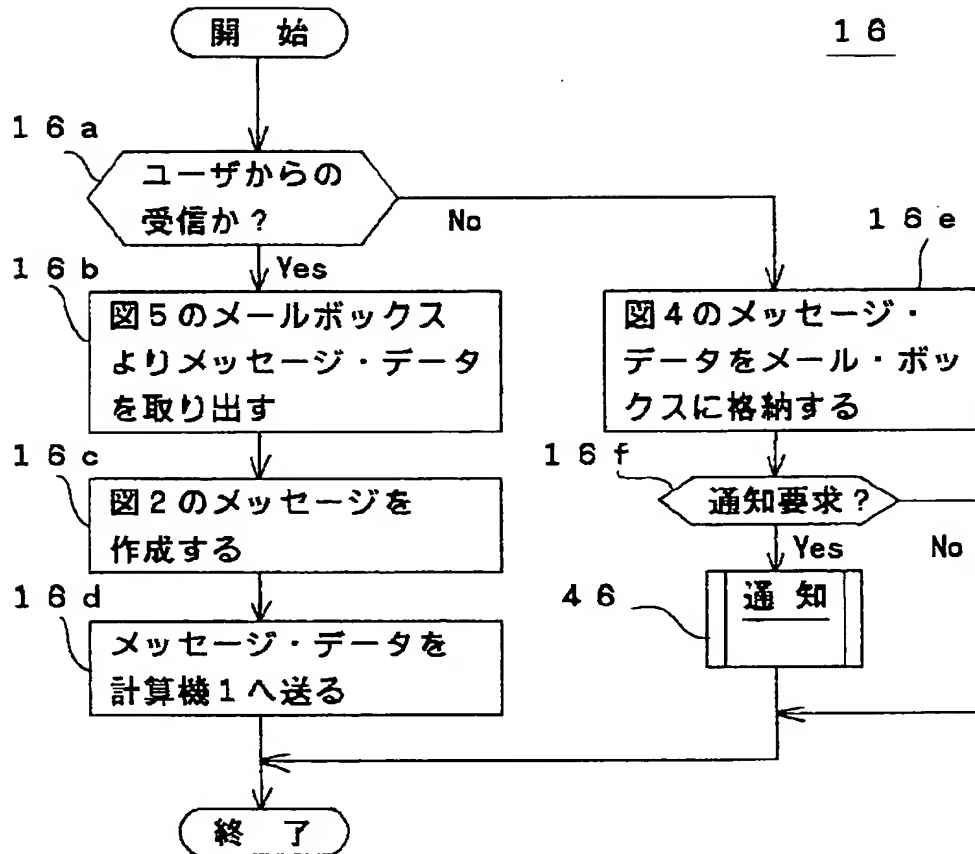 開 始
16
16a
ユーザからの
受信か?
No
Yes
16b
図5のメールボックス
よりメッセージ・データ
を取り出す
16c
図2のメッセージを
作成する
16d
メッセージ・データを
計算機1へ送る
16e
図4のメッセージ・
データをメール・ボッ
クスに格納する
16f
通知要求?
Yes
No
46
通 知
終 了